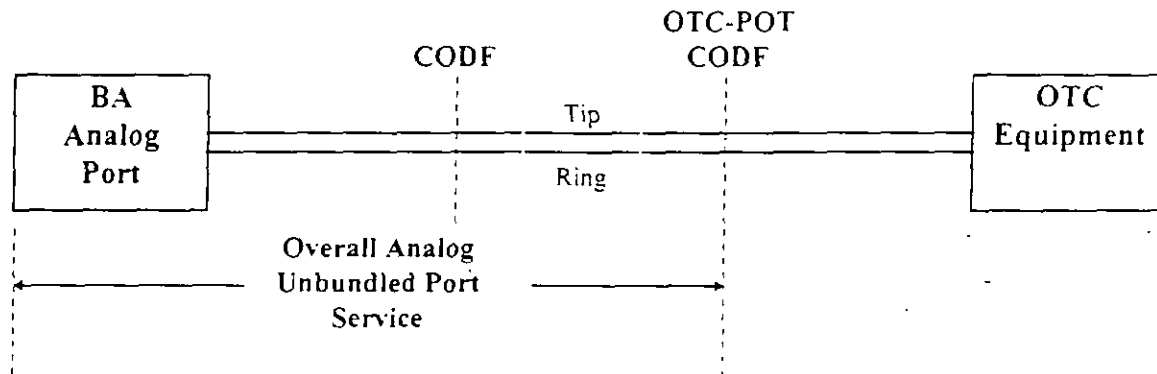 OTC-POT
CODF
CODF
BA
Analog
Port
Tip
Ring
OTC
Equipment
Overall Analog
Unbundled Port
Service